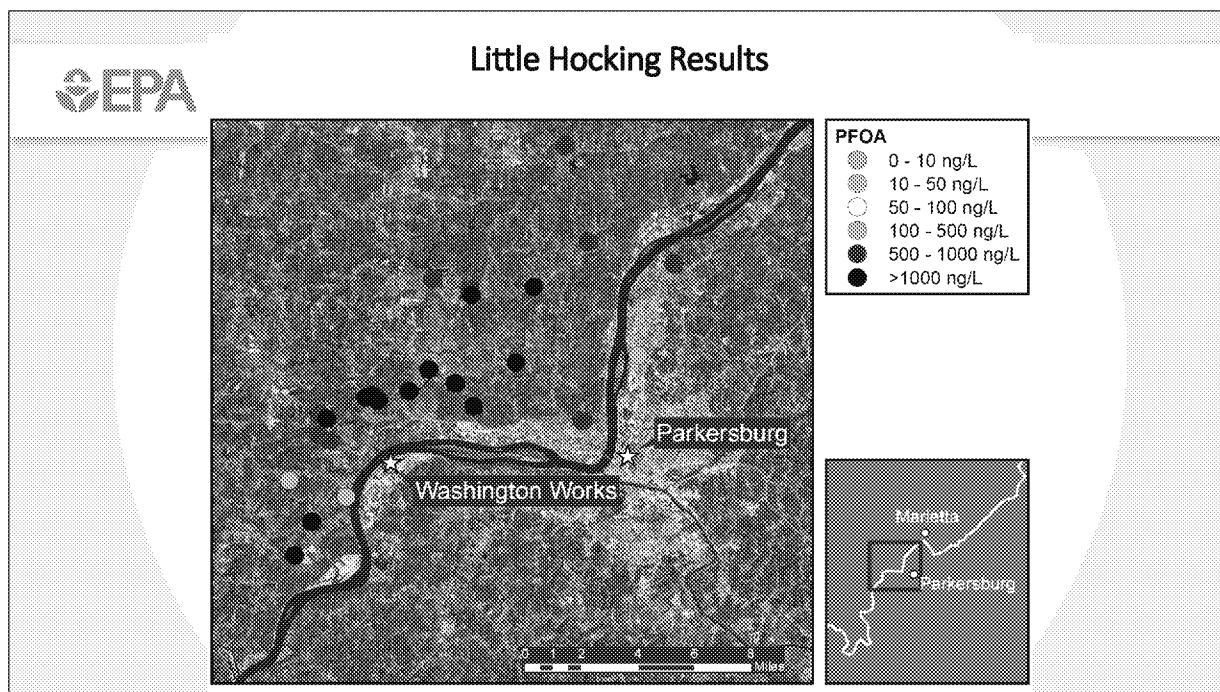 Little Hocking Results
EPA
PFOA
0 - 10 ng/L
10 - 50 ng/L
50 - 100 ng/L
100 - 500 ng/L
500 - 1000 ng/L
>1000 ng/L
Parkersburg
Washington Works
Marietta
Parkersburg
0 1 2 4 6 8
Miles